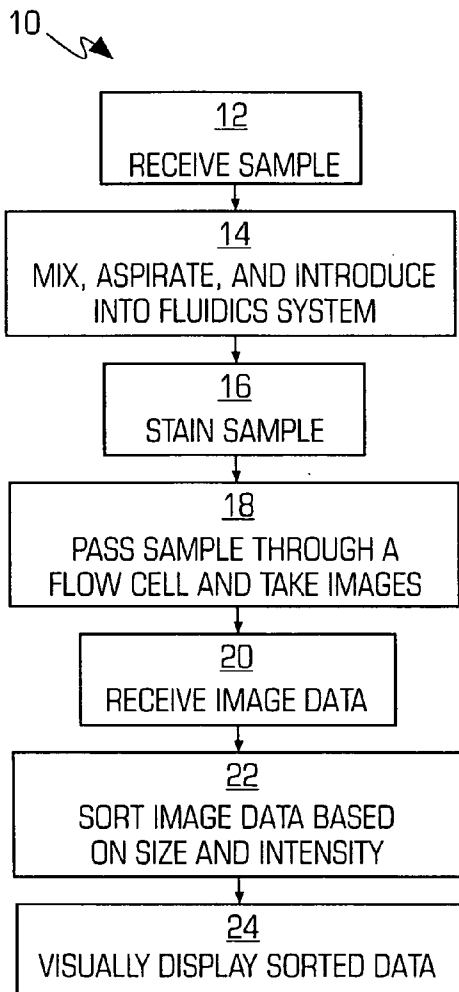 10
12
RECEIVE SAMPLE
14
MIX, ASPIRATE, AND INTRODUCE
INTO FLUIDICS SYSTEM
16
STAIN SAMPLE
18
PASS SAMPLE THROUGH A
FLOW CELL AND TAKE IMAGES
20
RECEIVE IMAGE DATA
22
SORT IMAGE DATA BASED
ON SIZE AND INTENSITY
24
VISUALLY DISPLAY SORTED DATA